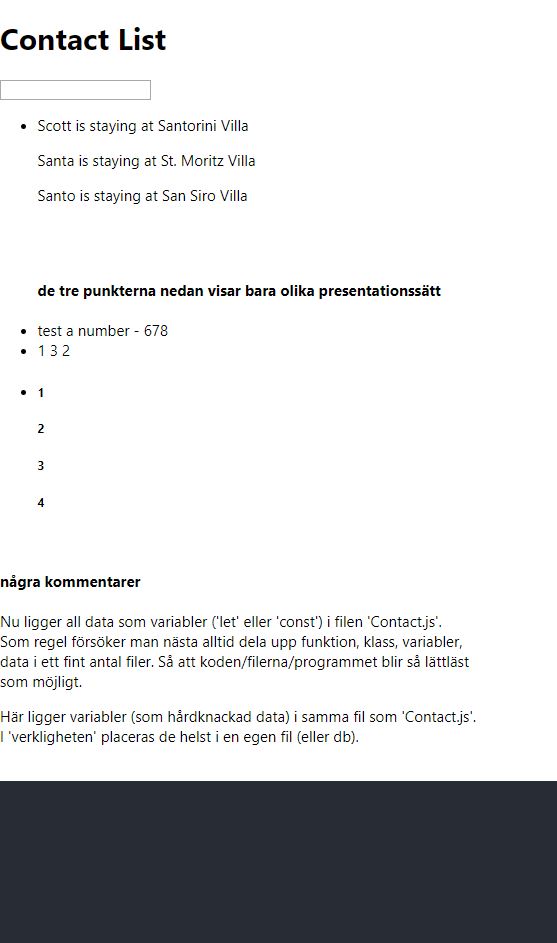 Contact List
Scott is staying at Santorini Villa
Santa is staying at St. Moritz Villa
Santo is staying at San Siro Villa
de tre punkterna nedan visar bara olika presentationssätt
test a number - 678
1 3 2
1
2
3
4
några kommentarer
Nu ligger all data som variabler ('let' eller 'const') i filen 'Contact.js'.
Som regel försöker man nästa alltid dela upp funktion, klass, variabler,
data i ett fint antal filer. Så att koden/filerna/programmet blir så lättläst
som möjligt.
Här ligger variabler (som hårdknackad data) i samma fil som 'Contact.js'.
I 'verkligheten' placeras de helst i en egen fil (eller db).